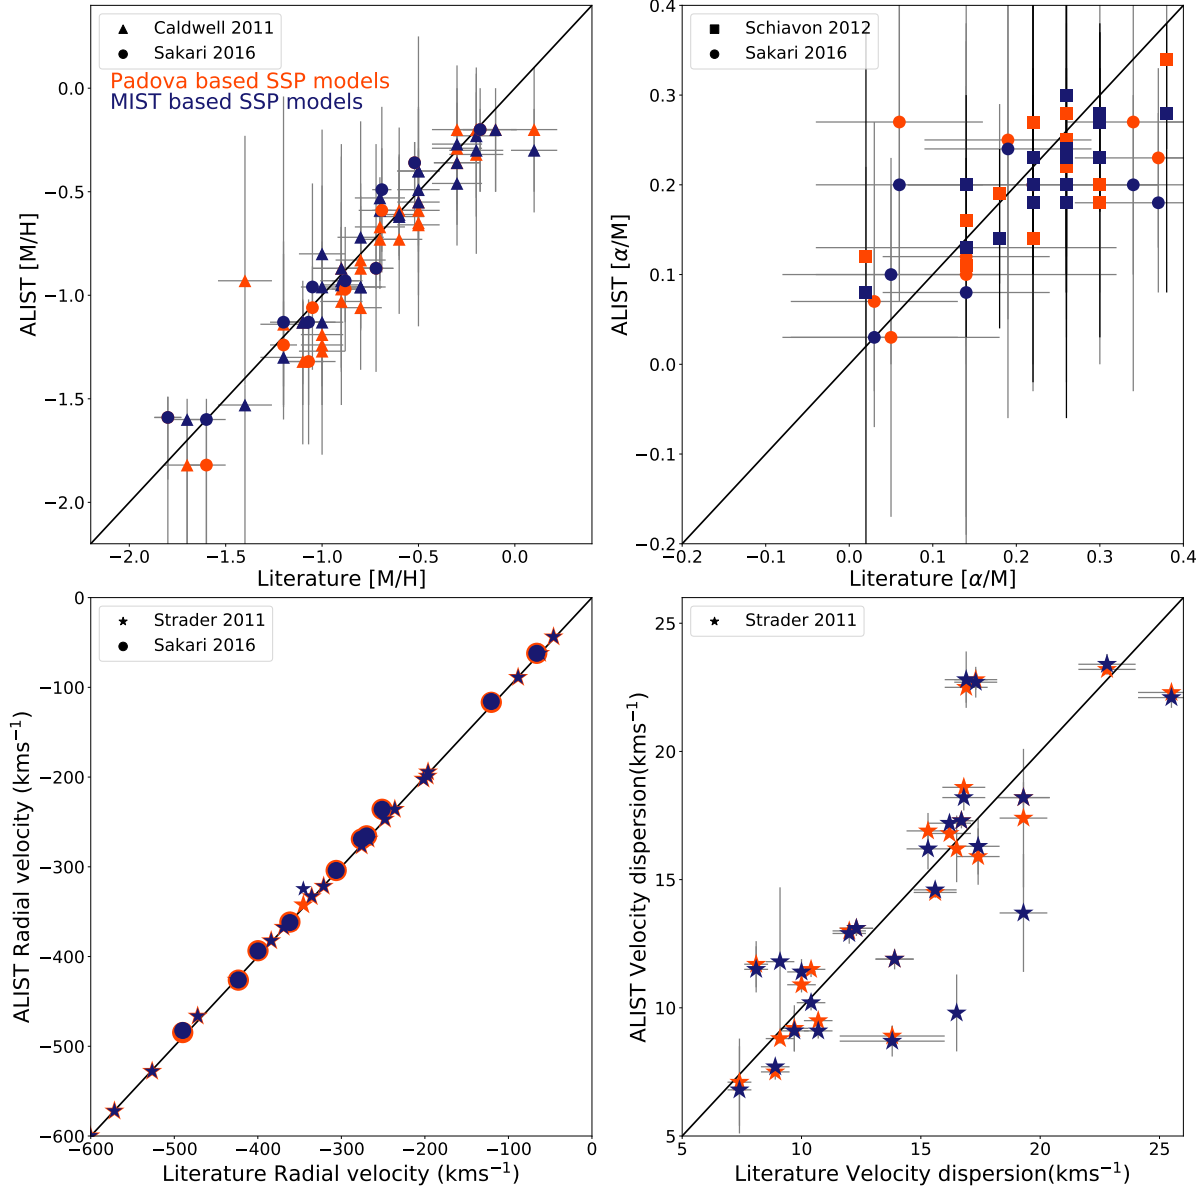 Caldwell 2011
Sakari 2016
Padova based SSP models
MIST based SSP models
0.0
−0.5
−1.0
−1.5
−2.0
ALIST [M/H]
−2.0 −1.5 −1.0 −0.5 0.0
Literature [M/H]
Schiavon 2012
Sakari 2016
0.4
0.3
0.2
0.1
0.0
−0.1
−0.2
ALIST [α/M]
−0.2 −0.1 0.0 0.1 0.2 0.3 0.4
Literature [α/M]
Strader 2011
Sakari 2016
0
−100
−200
−300
−400
−500
−600
ALIST Radial velocity (kms⁻¹)
−600 −500 −400 −300 −200 −100 0
Literature Radial velocity (kms⁻¹)
Strader 2011
25
20
15
10
5
ALIST Velocity dispersion(kms⁻¹)
5 10 15 20 25
Literature Velocity dispersion(kms⁻¹)